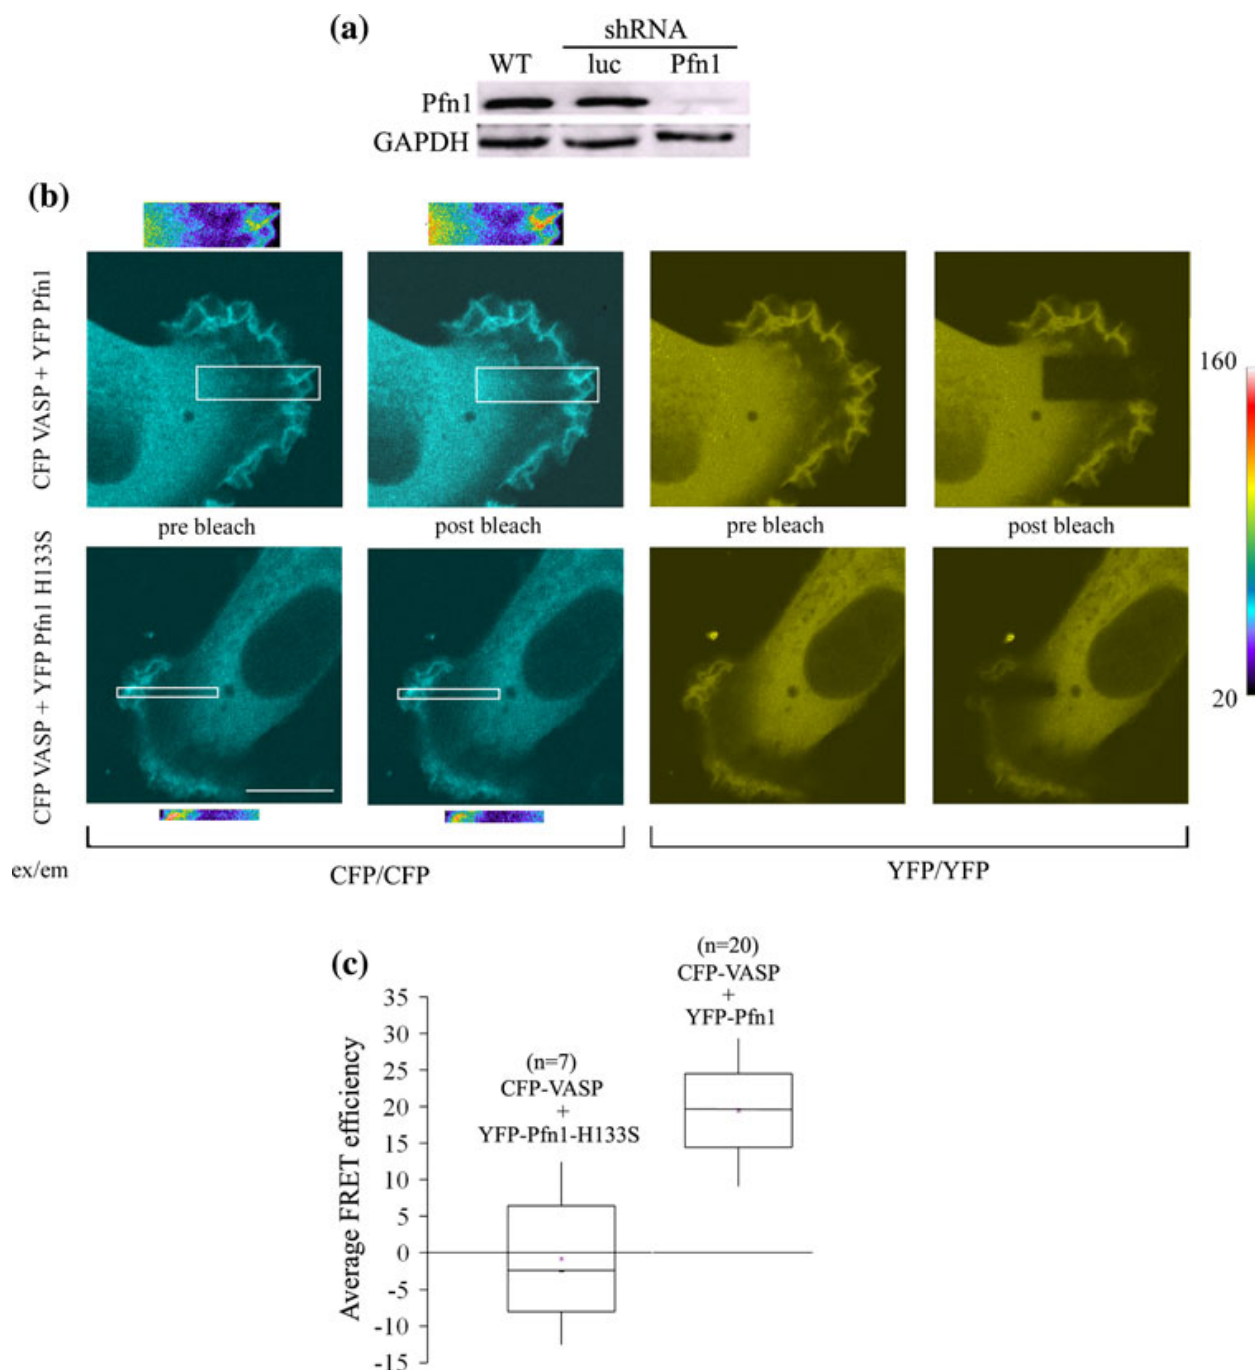 (a)
shRNA
WT luc Pfn1
Pfn1
GAPDH
(b)
CFP VASP + YFP Pfn1
160
pre bleach post bleach pre bleach post bleach
CFP VASP + YFP Pfn1 H133S
20
ex/em
CFP/CFP YFP/YFP
(c)
Average FRET efficiency
35
30
25
20
15
10
5
0
-5
-10
-15
(n=7)
CFP-VASP
+
YFP-Pfn1-H133S
(n=20)
CFP-VASP
+
YFP-Pfn1